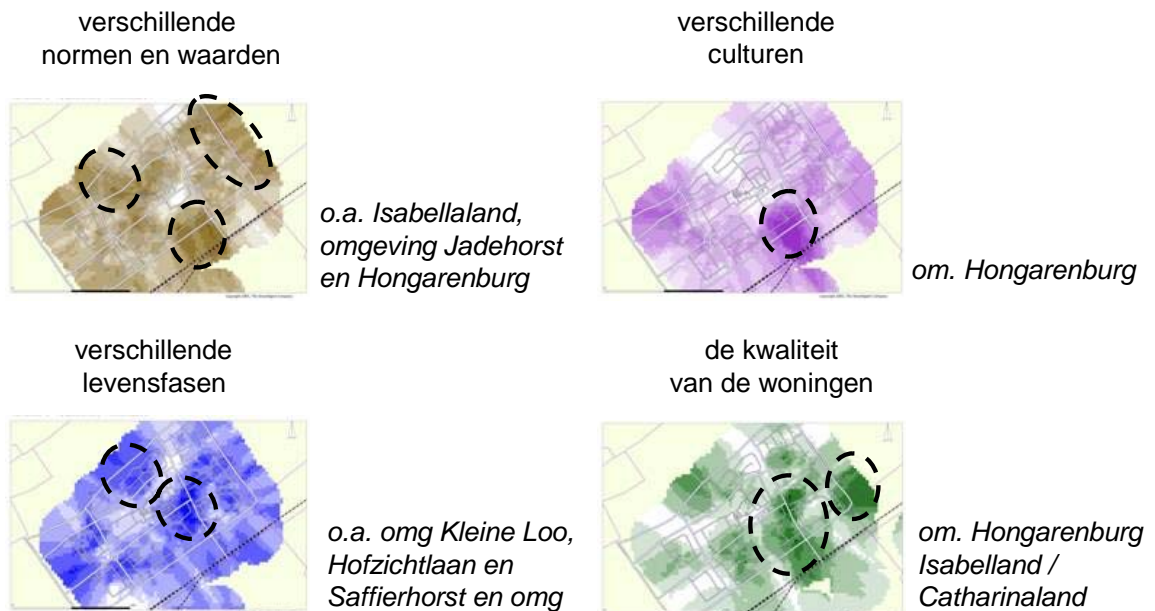 verschillende
normen en waarden
o.a. Isabellaland,
omgeving Jadehorst
en Hongarenburg
verschillende
culturen
om. Hongarenburg
verschillende
levensfasen
o.a. omg Kleine Loo,
Hofzichtlaan en
Saffierhorst en omg
de kwaliteit
van de woningen
om. Hongarenburg
Isabelland /
Catharinaland